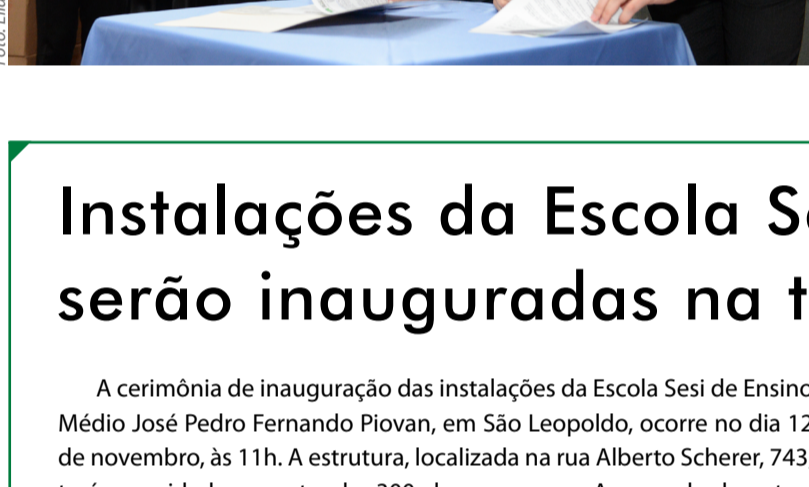 Instalações da Escola
serão inauguradas na
A cerimônia de inauguração das instalações da Escola Sesi de Ensino
Médio José Pedro Fernando Piovan, em São Leopoldo, ocorre no dia 12
de novembro, às 11h. A estrutura, localizada na rua Alberto Scherer, 743